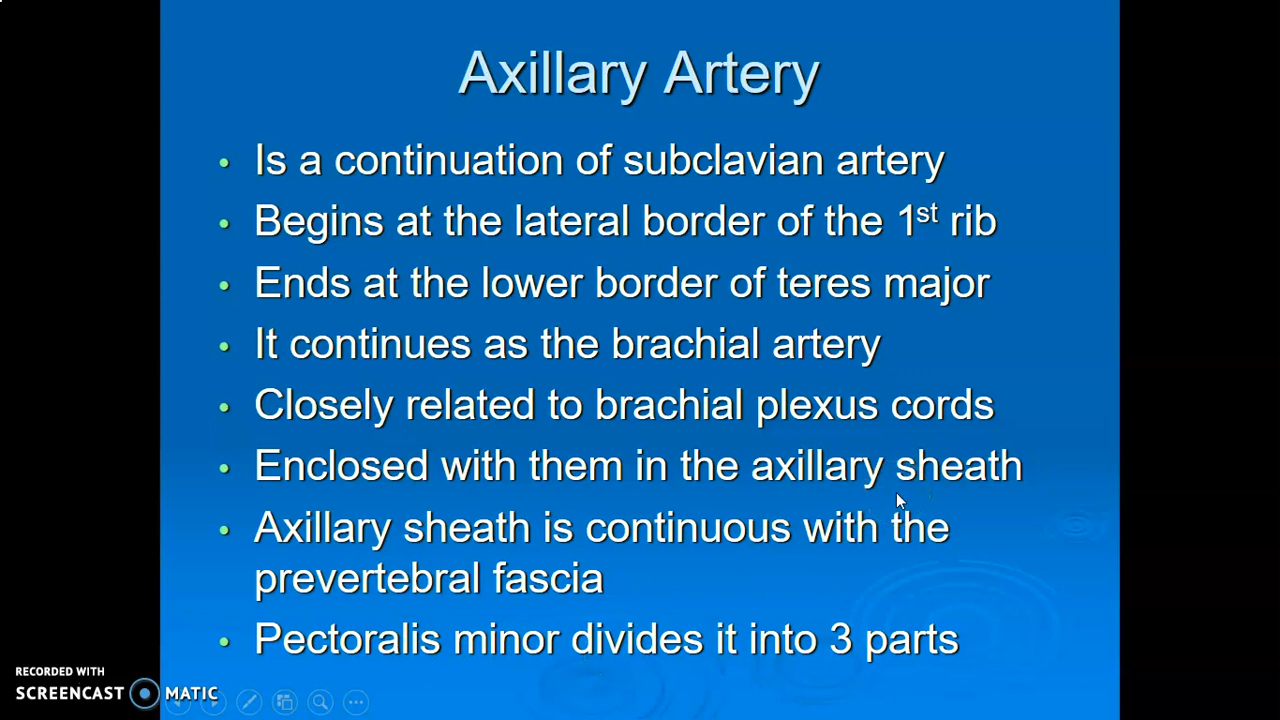 Axillary Artery
• Is a continuation of subclavian artery
• Begins at the lateral border of the 1st rib
• Ends at the lower border of teres major
• It continues as the brachial artery
• Closely related to brachial plexus cords
• Enclosed with them in the axillary sheath
• Axillary sheath is continuous with the
prevertebral fascia
• Pectoralis minor divides it into 3 parts
RECORDED WITH
SCREENCAST MATIC